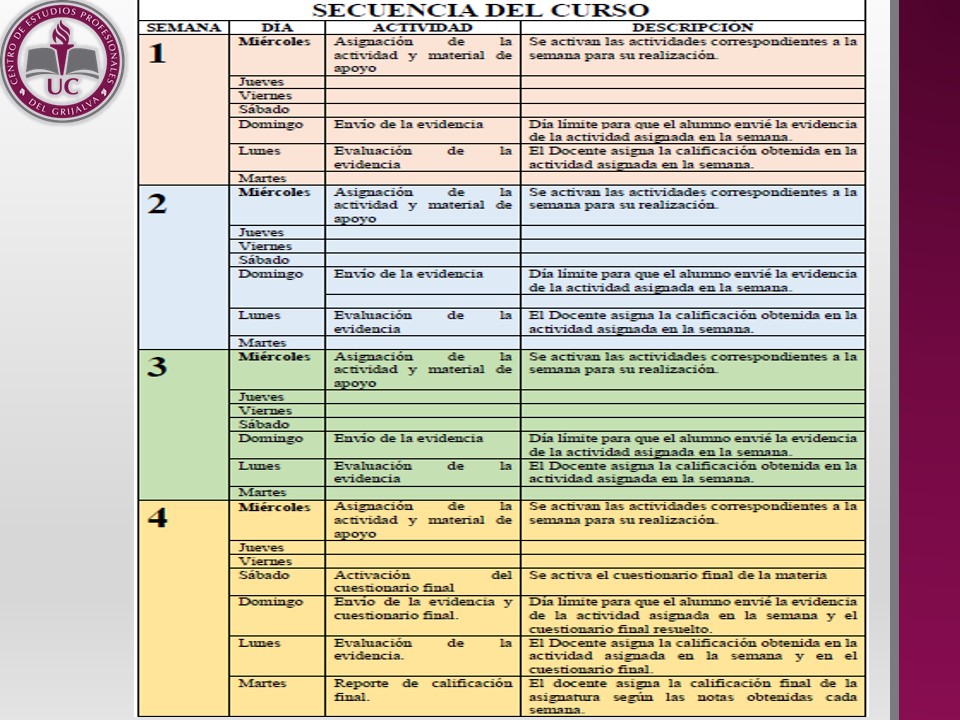 CENTRO DE ESTUDIOS PROFESIONALES
UC
DEL GRIJALVA
SECUENCIA DEL CURSO
SEMANA DÍA ACTIVIDAD DESCRIPCIÓN
1 Miércoles Asignación de la Se activan las actividades correspondientes a la
actividad y material de semana para su realización.
apoyo
Jueves
Viernes
Sábado
Domingo Envío de la evidencia Día límite para que el alumno envié la evidencia
de la actividad asignada en la semana.
Lunes Evaluación de la El Docente asigna la calificación obtenida en la
evidencia actividad asignada en la semana.
Martes
2 Miércoles Asignación de la Se activan las actividades correspondientes a la
actividad y material de semana para su realización.
apoyo
Jueves
Viernes
Sábado
Domingo Envío de la evidencia Día límite para que el alumno envié la evidencia
de la actividad asignada en la semana.
Lunes Evaluación de la El Docente asigna la calificación obtenida en la
evidencia actividad asignada en la semana.
Martes
3 Miércoles Asignación de la Se activan las actividades correspondientes a la
actividad y material de semana para su realización.
apoyo
Jueves
Viernes
Sábado
Domingo Envío de la evidencia Día límite para que el alumno envié la evidencia
de la actividad asignada en la semana.
Lunes Evaluación de la El Docente asigna la calificación obtenida en la
evidencia actividad asignada en la semana.
Martes
4 Miércoles Asignación de la Se activan las actividades correspondientes a la
actividad y material de semana para su realización.
apoyo
Jueves
Viernes
Sábado Activación del Se activa el cuestionario final de la materia
cuestionario final
Domingo Envío de la evidencia y Día límite para que el alumno envié la evidencia
cuestionario final. de la actividad asignada en la semana y el
cuestionario final resuelto.
Lunes Evaluación de la El Docente asigna la calificación obtenida en la
evidencia. actividad asignada en la semana y en el
cuestionario final.
Martes Reporte de calificación El docente asigna la calificación final de la
final. asignatura según las notas obtenidas cada
semana.